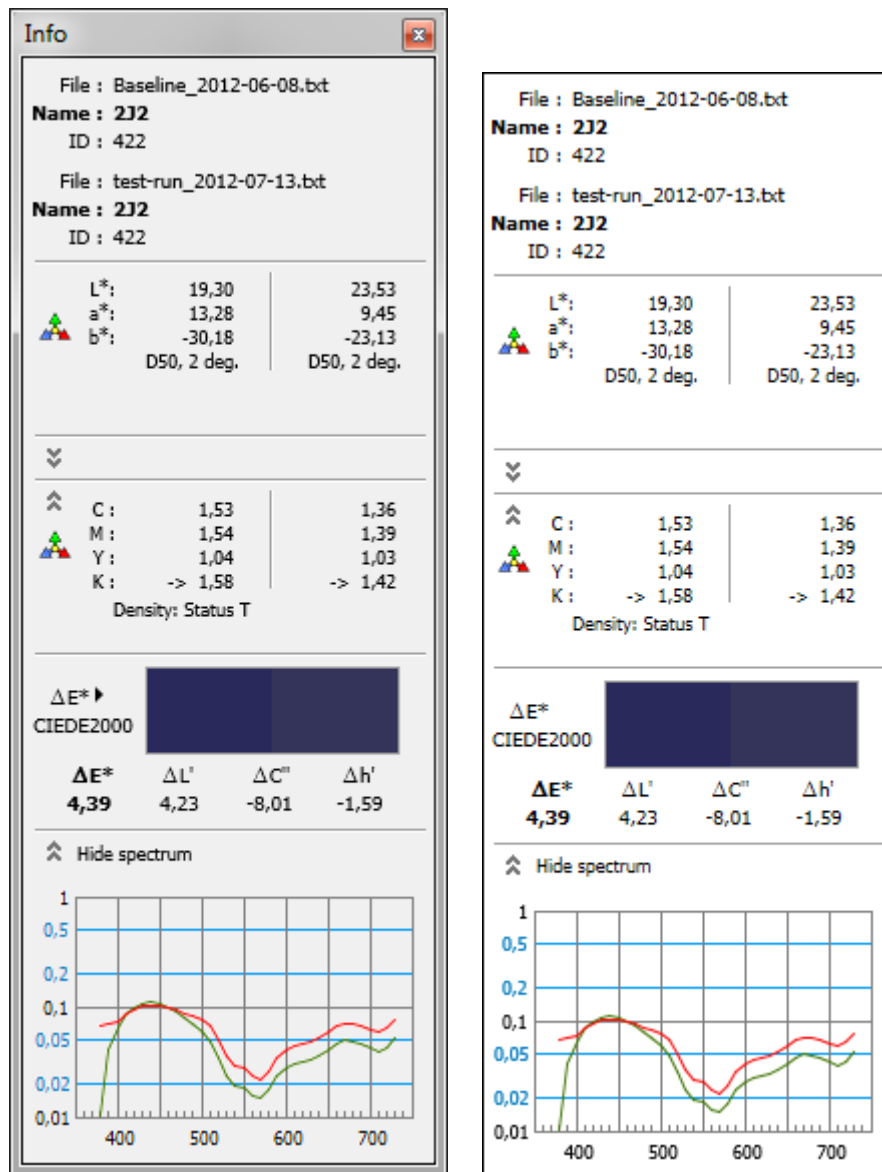 Info
File : Baseline_2012-06-08.txt
Name : 2J2
ID : 422
File : test-run_2012-07-13.txt
Name : 2J2
ID : 422
L*: 19,30 23,53
a*: 13,28 9,45
b*: -30,18 -23,13
D50, 2 deg. D50, 2 deg.
C : 1,53 1,36
M : 1,54 1,39
Y : 1,04 1,03
K : -> 1,58 -> 1,42
Density: Status T
ΔE*
CIEDE2000
ΔE* ΔL' ΔC'' Δh'
4,39 4,23 -8,01 -1,59
Hide spectrum
1
0,5
0,2
0,1
0,05
0,02
0,01
400 500 600 700
File : Baseline_2012-06-08.txt
Name : 2J2
ID : 422
File : test-run_2012-07-13.txt
Name : 2J2
ID : 422
L*: 19,30 23,53
a*: 13,28 9,45
b*: -30,18 -23,13
D50, 2 deg. D50, 2 deg.
C : 1,53 1,36
M : 1,54 1,39
Y : 1,04 1,03
K : -> 1,58 -> 1,42
Density: Status T
ΔE*
CIEDE2000
ΔE* ΔL' ΔC'' Δh'
4,39 4,23 -8,01 -1,59
Hide spectrum
1
0,5
0,2
0,1
0,05
0,02
0,01
400 500 600 700